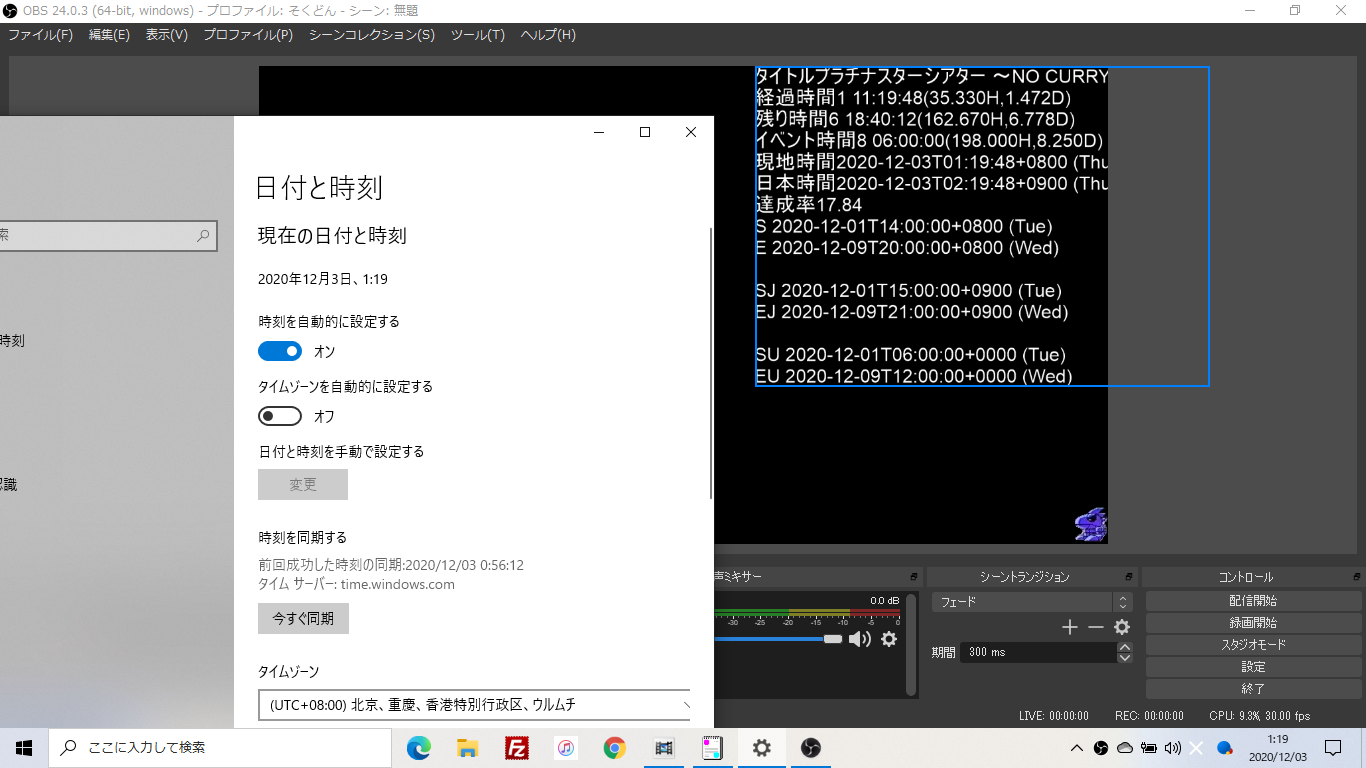 OBS 24.0.3 (64-bit, windows) - プロファイル: そくどん - シーン: 無題
ファイル(F) 編集(E) 表示(V) プロファイル(P) シーンコレクション(S) ツール(T) ヘルプ(H)
タイトルプラチナスターシアター ～NO CURRY
経過時間1 11:19:48(35.330H,1.472D)
残り時間6 18:40:12(162.670H,6.778D)
イベント時間8 06:00:00(198.000H,8.250D)
現地時間2020-12-03T01:19:48+0800 (Thu
日本時間2020-12-03T02:19:48+0900 (Thu
達成率17.84
S 2020-12-01T14:00:00+0800 (Tue)
E 2020-12-09T20:00:00+0800 (Wed)
SJ 2020-12-01T15:00:00+0900 (Tue)
EJ 2020-12-09T21:00:00+0900 (Wed)
SU 2020-12-01T06:00:00+0000 (Tue)
EU 2020-12-09T12:00:00+0000 (Wed)
索
時刻
認識
日付と時刻
現在の日付と時刻
2020年12月3日、1:19
時刻を自動的に設定する
オン
タイムゾーンを自動的に設定する
オフ
日付と時刻を手動で設定する
変更
時刻を同期する
前回成功した時刻の同期:2020/12/03 0:56:12
タイム サーバー: time.windows.com
今すぐ同期
タイムゾーン
(UTC+08:00) 北京、重慶、香港特別行政区、ウルムチ
声ミキサー
0.0 dB
-30 -25 -20 -15 -10 -5 0
シーントランジション
フェード
期間 300 ms
コントロール
配信開始
録画開始
スタジオモード
設定
終了
LIVE: 00:00:00 REC: 00:00:00 CPU: 9.3%, 30.00 fps
ここに入力して検索
Fz
1:19
2020/12/03